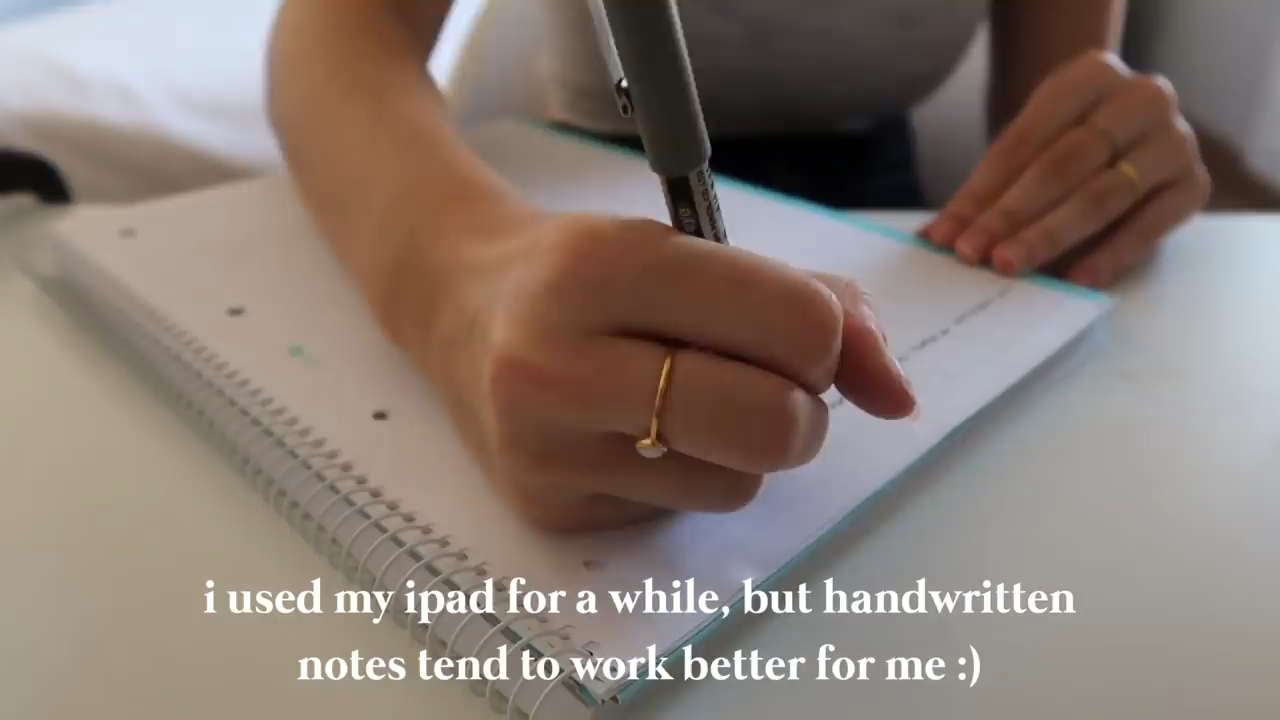 i used my ipad for a while, but handwritten
notes tend to work better for me :)